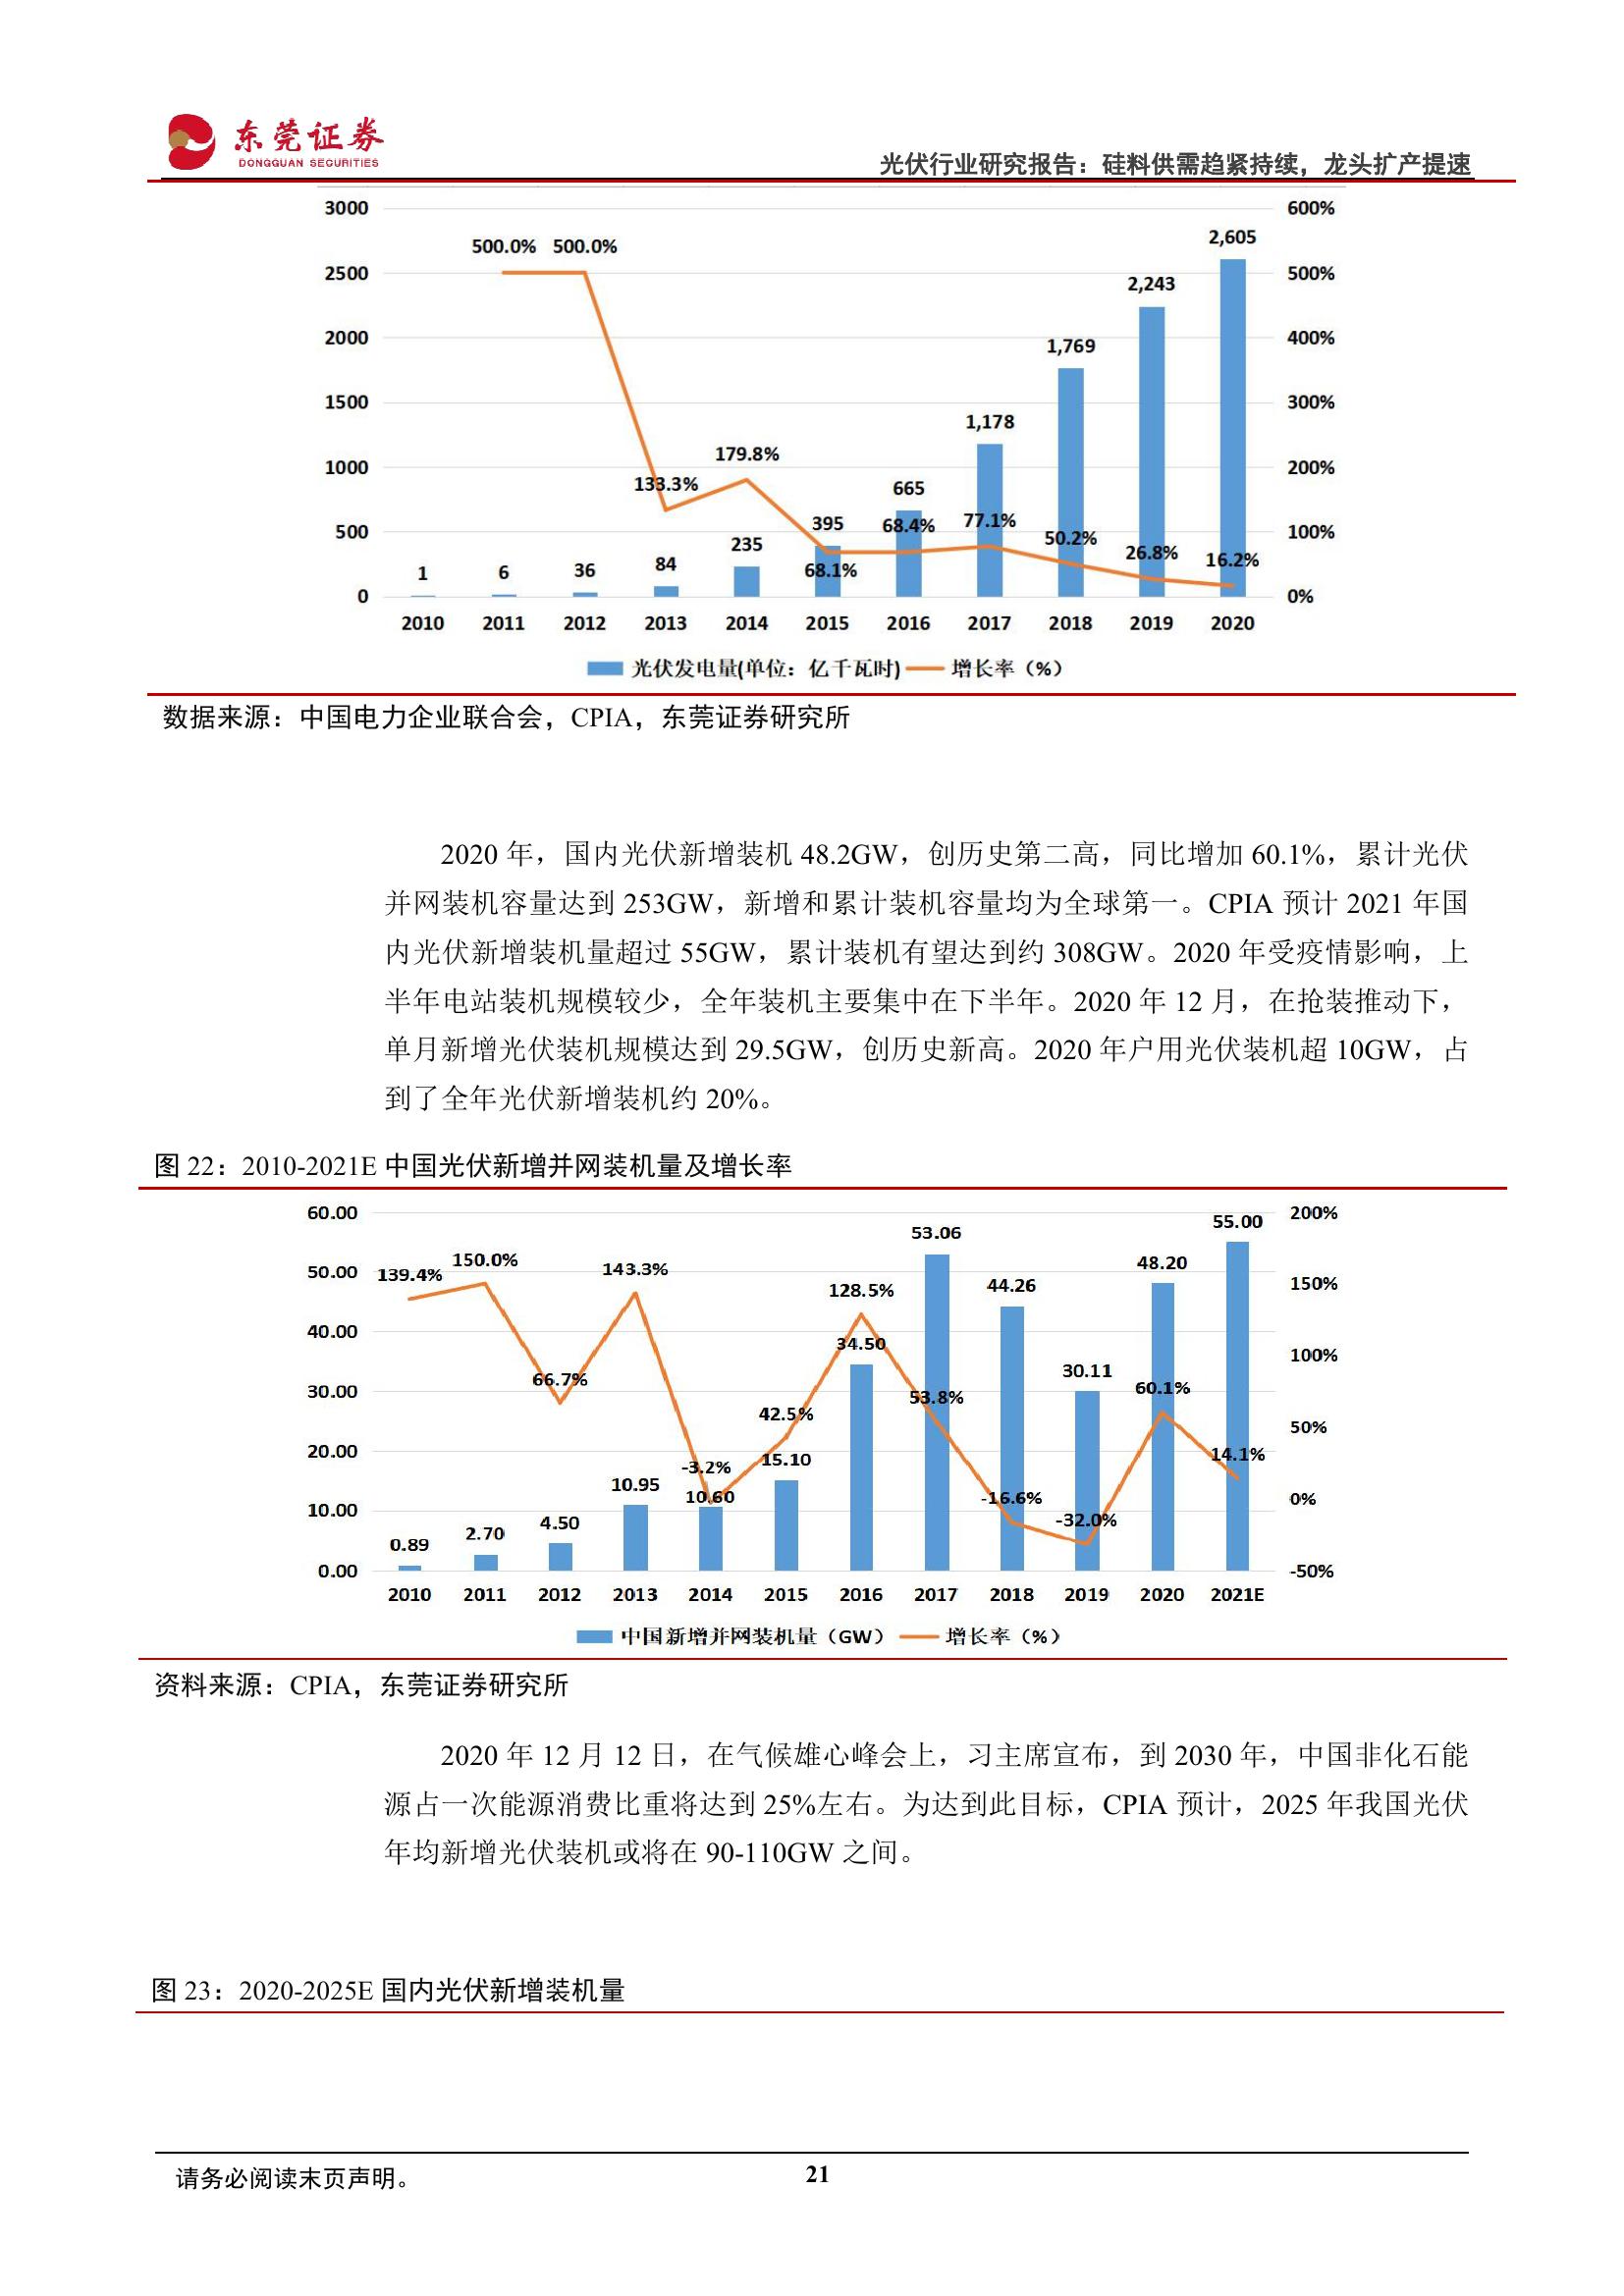 东莞证券
DONGGUAN SECURITIES
光伏行业研究报告：硅料供需趋紧持续，龙头扩产提速
3000 600%
2500 500%
2000 400%
1500 300%
1000 200%
500 100%
0 0%
500.0% 500.0% 133.3% 179.8% 68.1% 68.4% 77.1% 50.2% 26.8% 16.2%
1 6 36 84 235 395 665 1,178 1,769 2,243 2,605
2010 2011 2012 2013 2014 2015 2016 2017 2018 2019 2020
光伏发电量(单位：亿千瓦时) 增长率（%）
数据来源：中国电力企业联合会，CPIA，东莞证券研究所
2020 年，国内光伏新增装机 48.2GW，创历史第二高，同比增加 60.1%，累计光伏
并网装机容量达到 253GW，新增和累计装机容量均为全球第一。CPIA 预计 2021 年国
内光伏新增装机量超过 55GW，累计装机有望达到约 308GW。2020 年受疫情影响，上
半年电站装机规模较少，全年装机主要集中在下半年。2020 年 12 月，在抢装推动下，
单月新增光伏装机规模达到 29.5GW，创历史新高。2020 年户用光伏装机超 10GW，占
到了全年光伏新增装机约 20%。
图 22：2010-2021E 中国光伏新增并网装机量及增长率
60.00 200%
50.00 150%
40.00 100%
30.00 50%
20.00 0%
10.00 -50%
0.00
139.4% 150.0% 66.7% 143.3% -3.2% 42.5% 128.5% 53.8% -16.6% -32.0% 60.1% 14.1%
0.89 2.70 4.50 10.95 10.60 15.10 34.50 53.06 44.26 30.11 48.20 55.00
2010 2011 2012 2013 2014 2015 2016 2017 2018 2019 2020 2021E
中国新增并网装机量（GW） 增长率（%）
资料来源：CPIA，东莞证券研究所
2020 年 12 月 12 日，在气候雄心峰会上，习主席宣布，到 2030 年，中国非化石能
源占一次能源消费比重将达到 25%左右。为达到此目标，CPIA 预计，2025 年我国光伏
年均新增光伏装机或将在 90-110GW 之间。
图 23：2020-2025E 国内光伏新增装机量
请务必阅读末页声明。
21